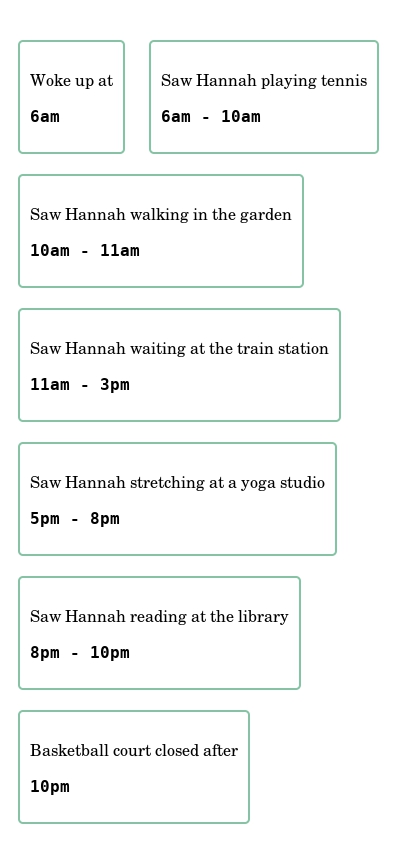 Woke up at
6am
Saw Hannah playing tennis
6am - 10am
Saw Hannah walking in the garden
10am - 11am
Saw Hannah waiting at the train station
11am - 3pm
Saw Hannah stretching at a yoga studio
5pm - 8pm
Saw Hannah reading at the library
8pm - 10pm
Basketball court closed after
10pm